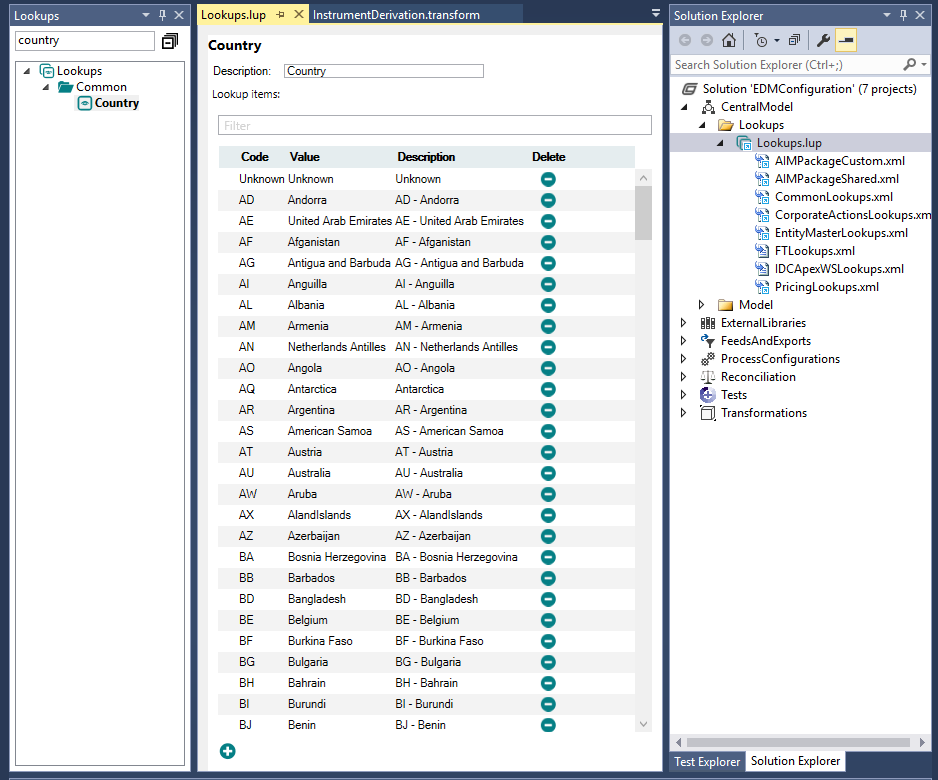 Lookups
country
Lookups
Common
Country
Lookups.lup
InstrumentDerivation.transform
Country
Description: Country
Lookup items:
Filter
Code Value Description Delete
Unknown Unknown Unknown
AD Andorra AD - Andorra
AE United Arab Emirates AE - United Arab Emirates
AF Afganistan AF - Afganistan
AG Antigua and Barbuda AG - Antigua and Barbuda
AI Anguilla AI - Anguilla
AL Albania AL - Albania
AM Armenia AM - Armenia
AN Netherlands Antilles AN - Netherlands Antilles
AO Angola AO - Angola
AQ Antarctica Antarctica
AR Argentina AR - Argentina
AS American Samoa AS - American Samoa
AT Austria AT - Austria
AU Australia AU - Australia
AW Aruba AW - Aruba
AX AlandIslands AX - AlandIslands
AZ Azerbaijan AZ - Azerbaijan
BA Bosnia Herzegovina BA - Bosnia Herzegovina
BB Barbados BB - Barbados
BD Bangladesh BD - Bangladesh
BE Belgium BE - Belgium
BF Burkina Faso BF - Burkina Faso
BG Bulgaria BG - Bulgaria
BH Bahrain BH - Bahrain
BI Burundi BI - Burundi
BJ Benin BJ - Benin
Solution Explorer
Search Solution Explorer (Ctrl+;)
Solution 'EDMConfiguration' (7 projects)
CentralModel
Lookups
Lookups.lup
AIMPackageCustom.xml
AIMPackageShared.xml
CommonLookups.xml
CorporateActionsLookups.xm
EntityMasterLookups.xml
FTLookups.xml
IDCApexWSLookups.xml
PricingLookups.xml
Model
ExternalLibraries
FeedsAndExports
ProcessConfigurations
Reconciliation
Tests
Transformations
Test Explorer
Solution Explorer